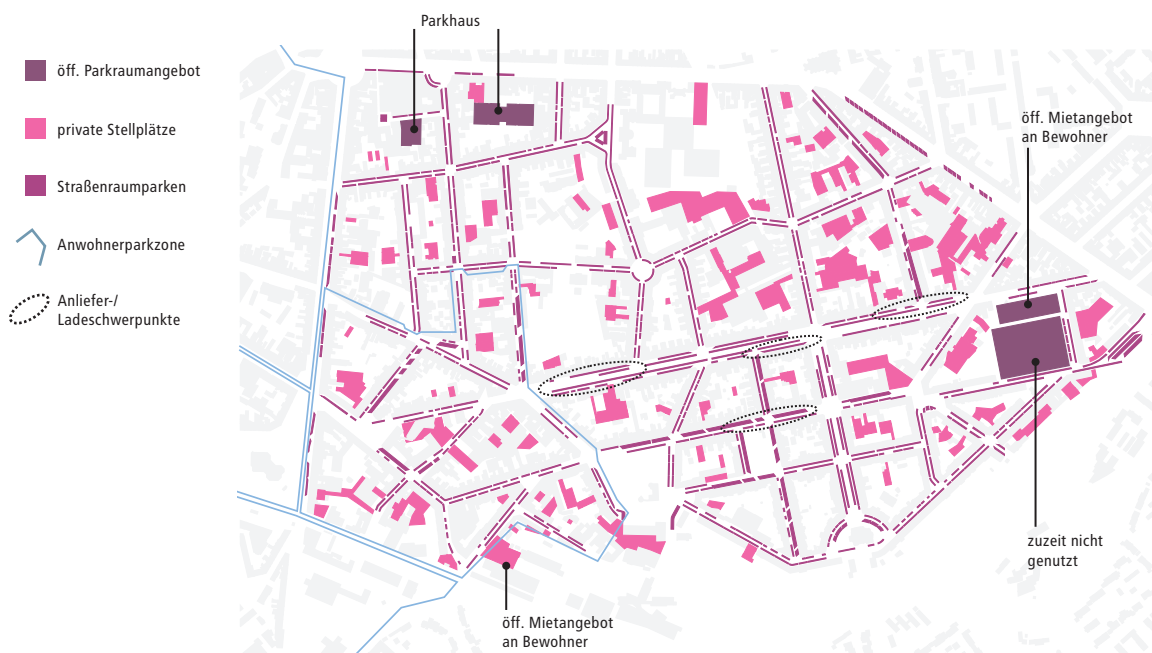 Parkhaus
öff. Parkraumangebot
private Stellplätze
Straßenraumparken
Anwohnerparkzone
Anliefer-/
Ladeschwerpunkte
öff. Mietangebot
an Bewohner
zuzeit nicht
genutzt
öff. Mietangebot
an Bewohner